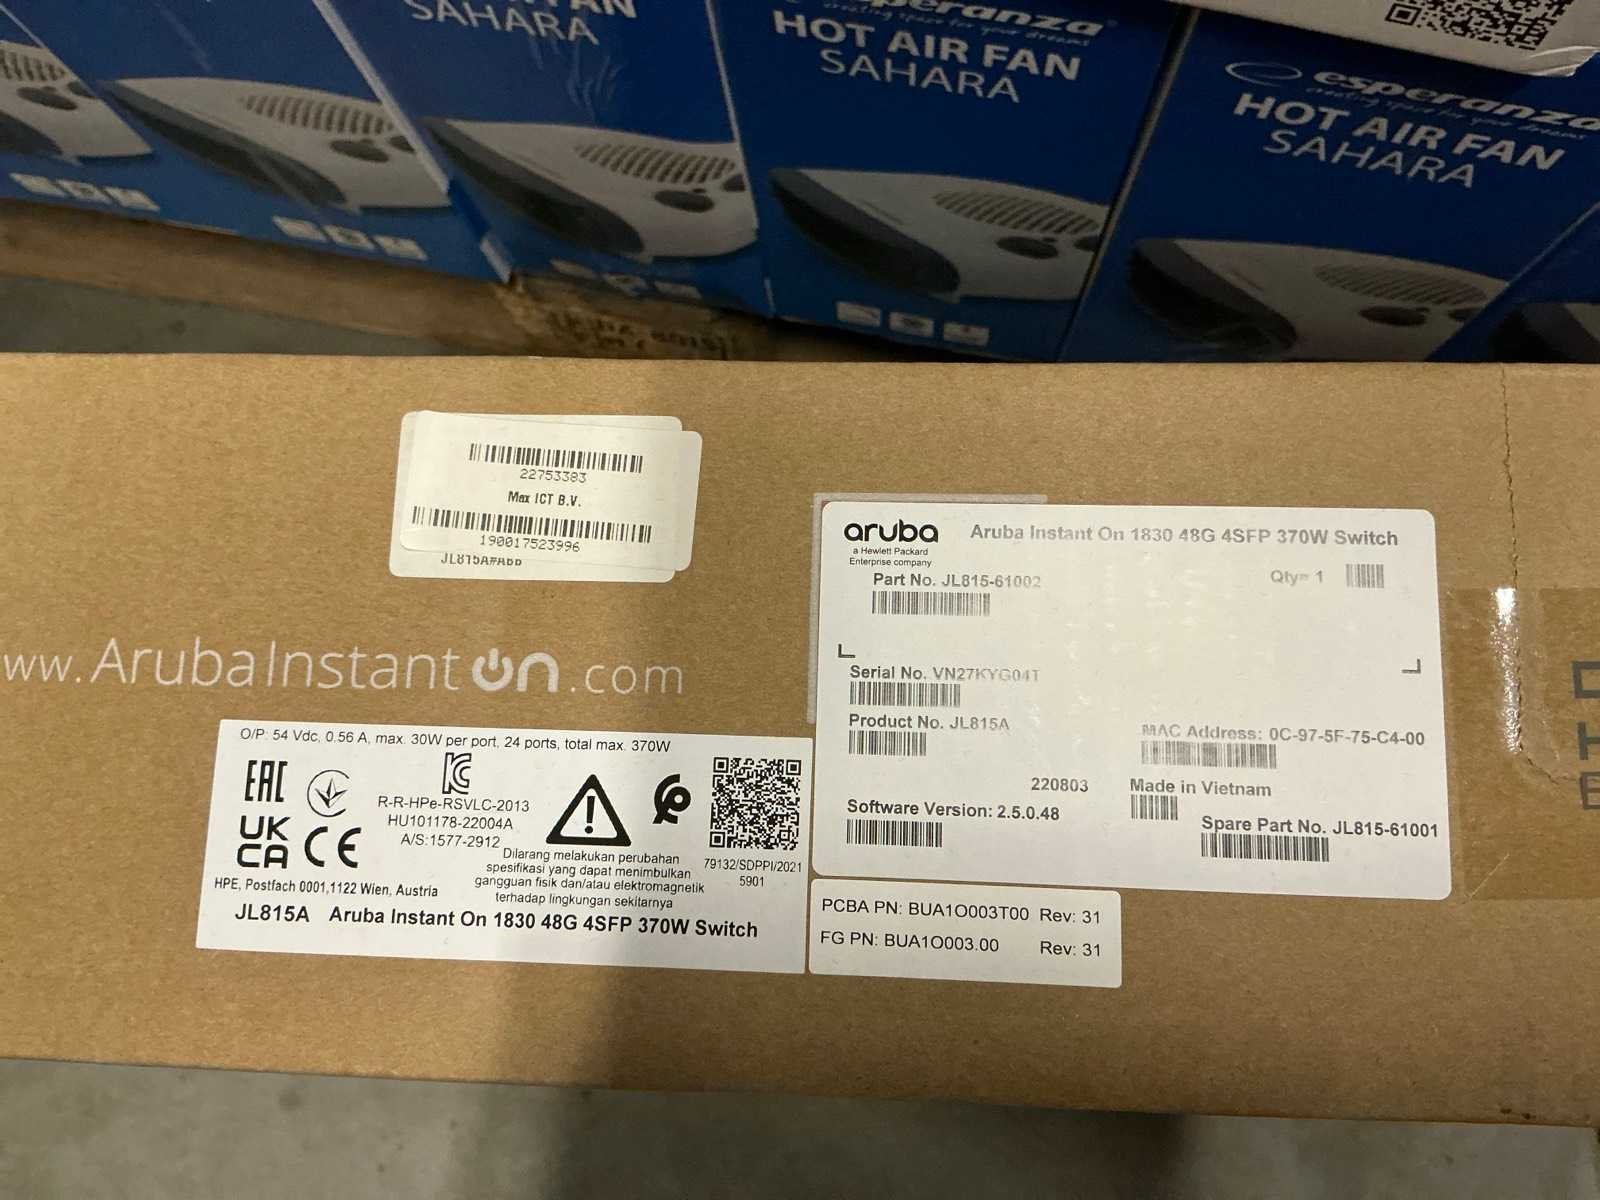 SAHARA
esperanza
creating space for your dreams
HOT AIR FAN
SAHARA
esperanza
creating space for your dreams
HOT AIR FAN
SAHARA
22753383
Max ICT B.V.
190017523996
JL815A#ABB
www.ArubaInstant on.com
aruba
a Hewlett Packard
Enterprise company
Aruba Instant On 1830 48G 4SFP 370W Switch
Part No. JL815-61002
Qty= 1
Serial No. VN27KYG04T
Product No. JL815A
MAC Address: 0C-97-5F-75-C4-00
220803
Made in Vietnam
Software Version: 2.5.0.48
Spare Part No. JL815-61001
O/P: 54 Vdc, 0.56 A, max. 30W per port, 24 ports, total max. 370W
EAC
R-R-HPe-RSVLC-2013
HU101178-22004A
A/S:1577-2912
UK
CA CE
Dilarang melakukan perubahan
spesifikasi yang dapat menimbulkan
gangguan fisik dan/atau elektromagnetik
terhadap lingkungan sekitarnya
79132/SDPPI/2021
5901
HPE, Postfach 0001,1122 Wien, Austria
JL815A Aruba Instant On 1830 48G 4SFP 370W Switch
PCBA PN: BUA1O003T00 Rev: 31
FG PN: BUA1O003.00 Rev: 31